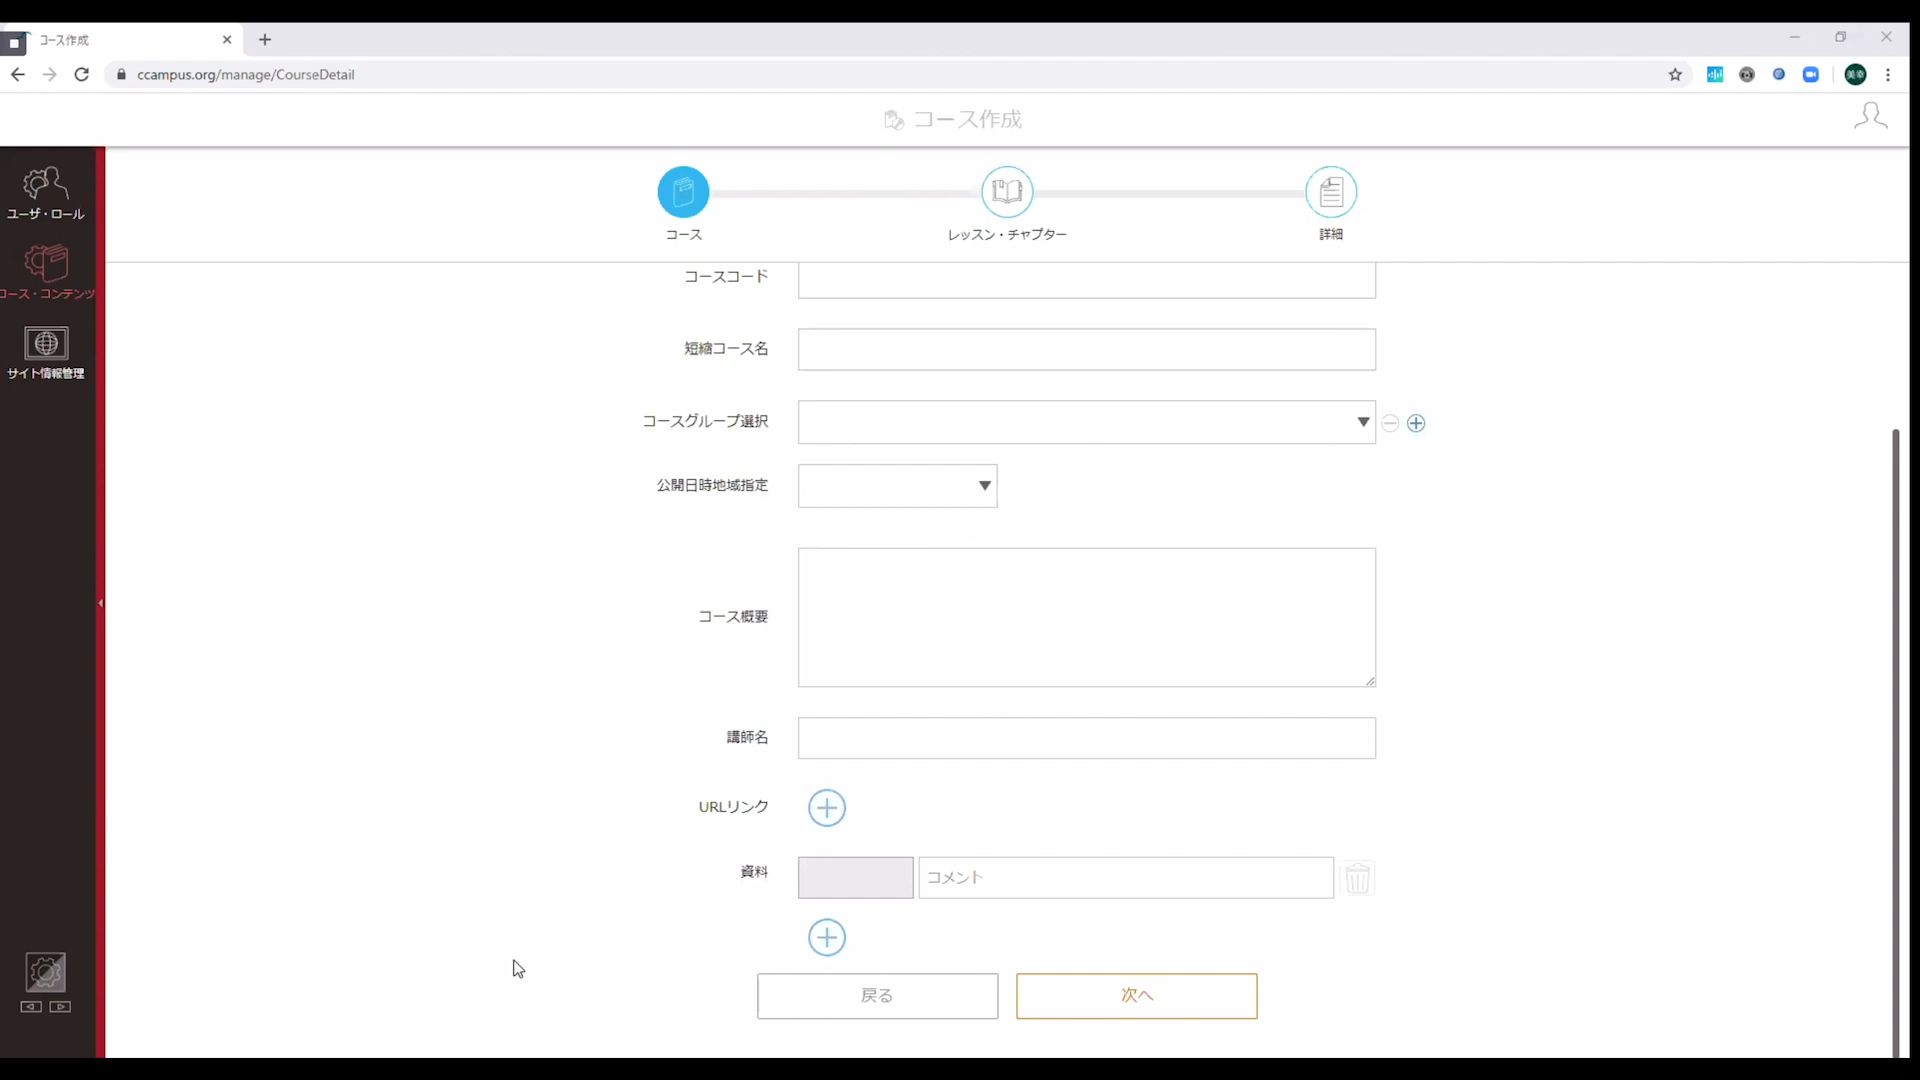 コース作成
ccampus.org/manage/CourseDetail
美幸
コース作成
ユーザ・ロール
コース・コンテンツ
サイト情報管理
コース
レッスン・チャプター
詳細
コースコード
短縮コース名
コースグループ選択
公開日時地域指定
コース概要
講師名
URLリンク
資料
コメント
戻る
次へ